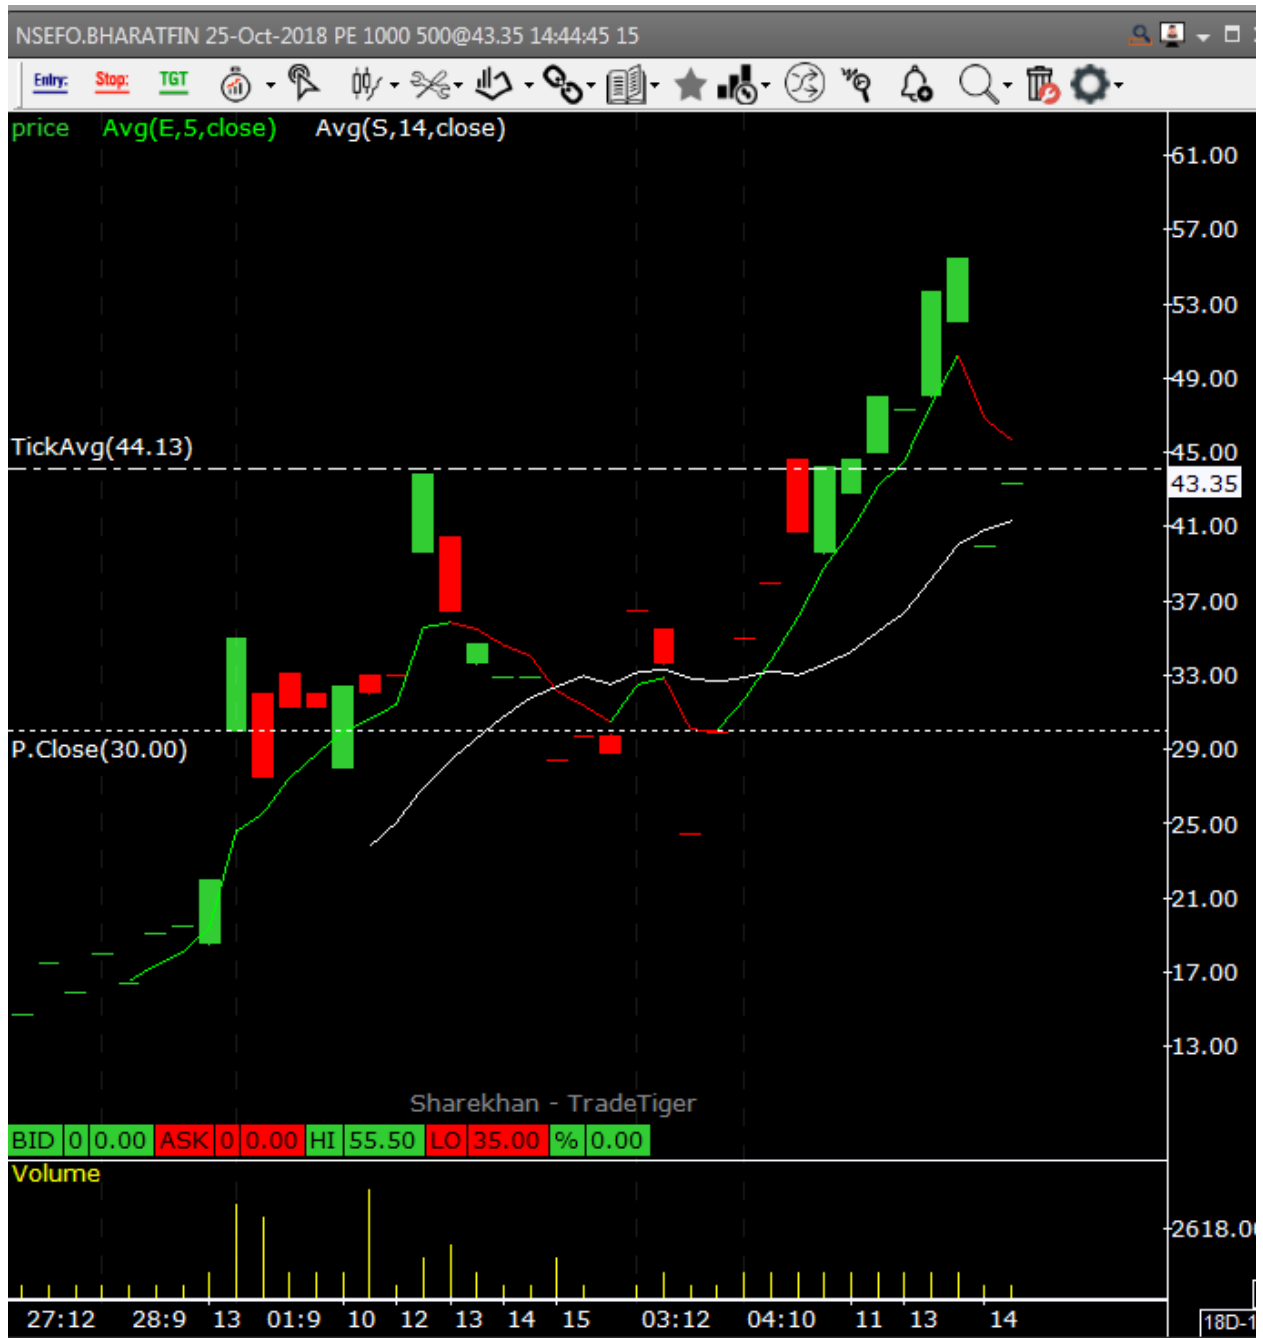 NSEFO.BHARATFIN 25-Oct-2018 PE 1000 500@43.35 14:44:45 15
Entry: Stop: TGT
price Avg(E,5,close) Avg(S,14,close)
61.00
57.00
53.00
49.00
TickAvg(44.13)
45.00
43.35
41.00
37.00
33.00
P.Close(30.00)
29.00
25.00
21.00
17.00
13.00
Sharekhan - TradeTiger
BID 0 0.00 ASK 0 0.00 HI 55.50 LO 35.00 % 0.00
Volume
2618.0
27:12 28:9 13 01:9 10 12 13 14 15 03:12 04:10 11 13 14
18D-1